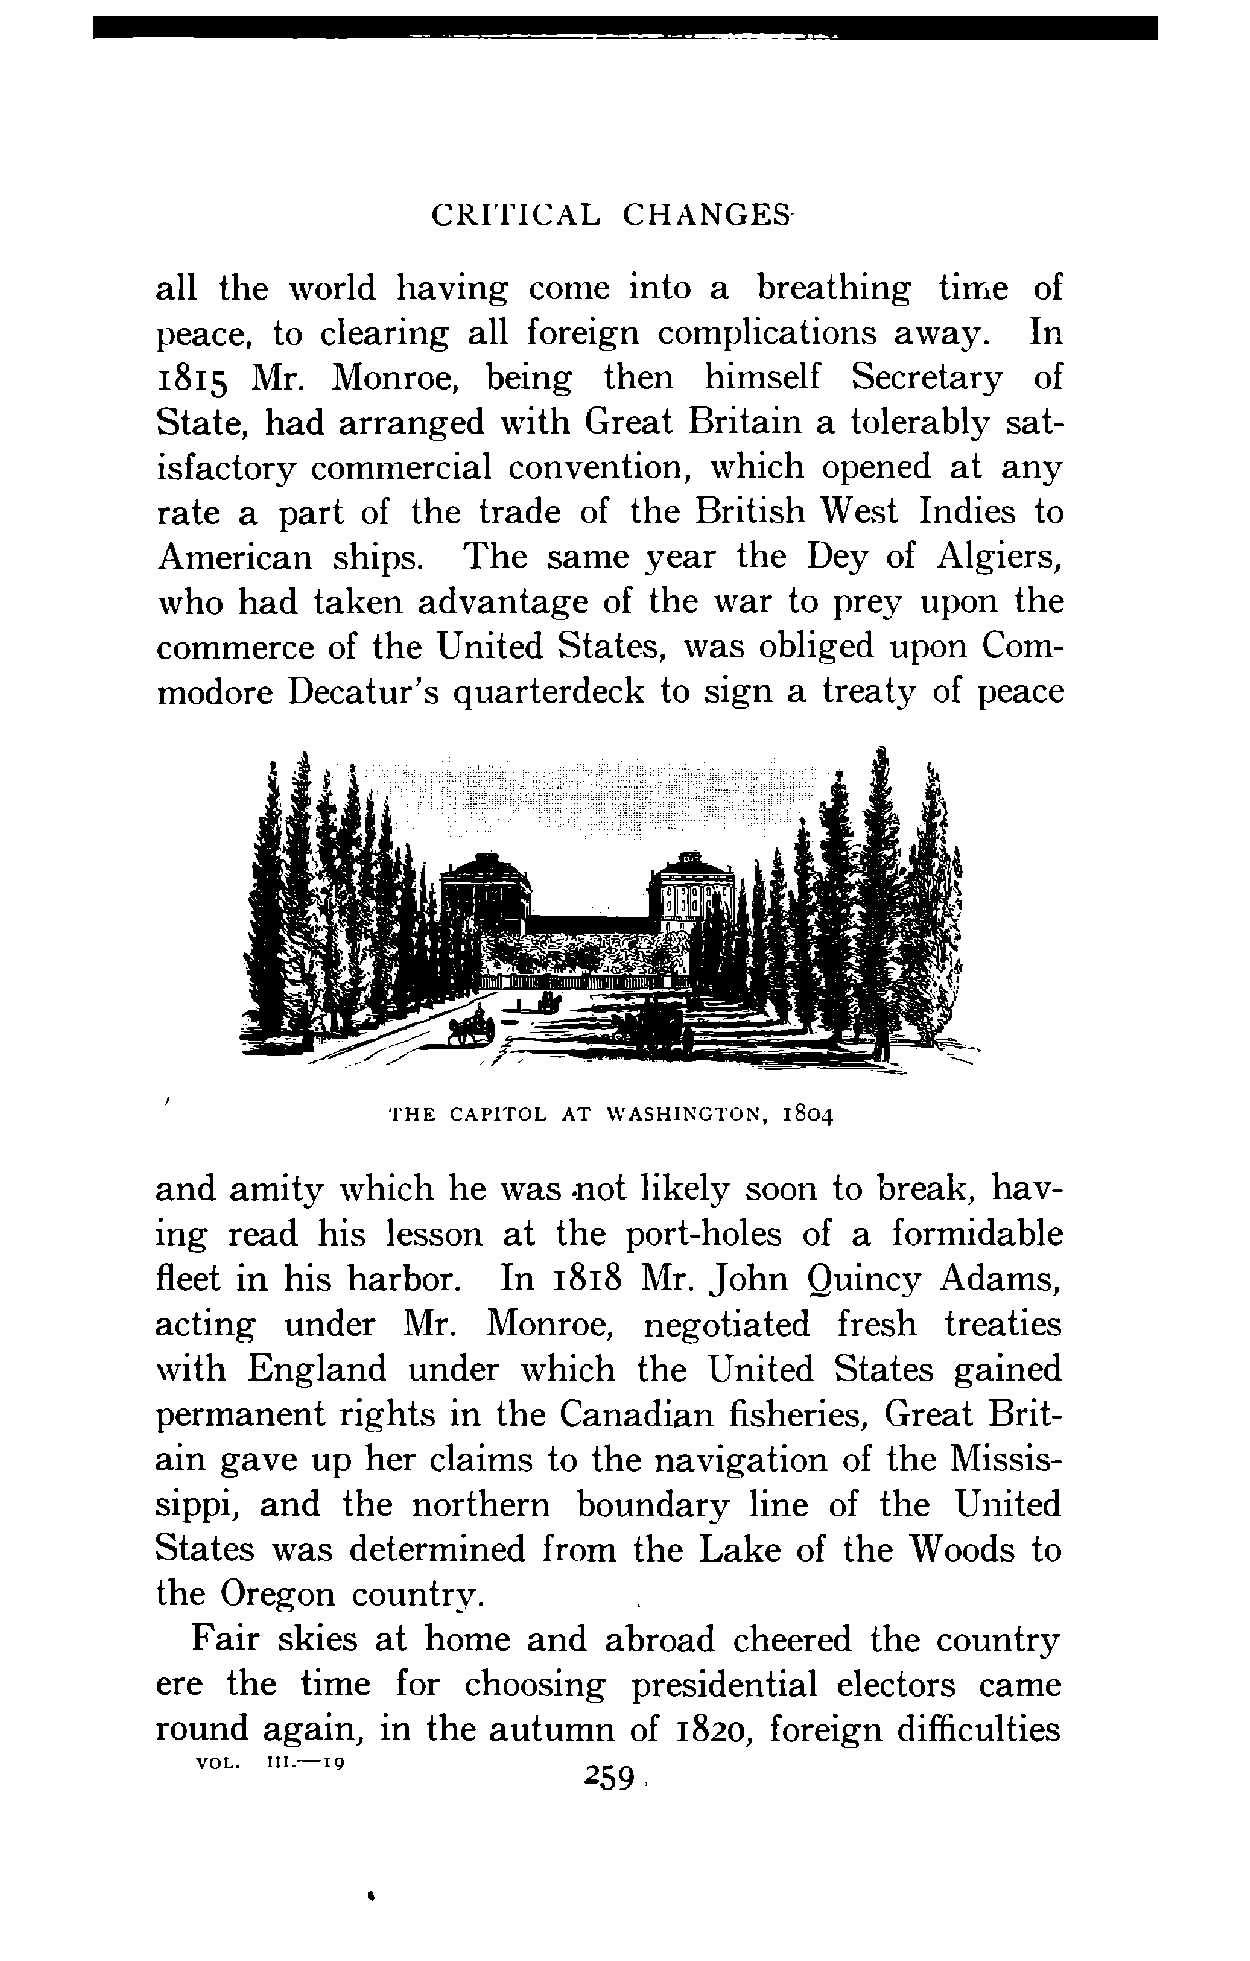 CRITICAL CHANGES
all the world having come into a breathing time of
peace, to clearing all foreign complications away. In
1815 Mr. Monroe, being then himself Secretary of
State, had arranged with Great Britain a tolerably sat-
isfactory commercial convention, which opened at any
rate a part of the trade of the British West Indies to
American ships. The same year the Dey of Algiers,
who had taken advantage of the war to prey upon the
commerce of the United States, was obliged upon Com-
modore Decatur's quarterdeck to sign a treaty of peace
THE CAPITOL AT WASHINGTON, 1804
and amity which he was not likely soon to break, hav-
ing read his lesson at the port-holes of a formidable
fleet in his harbor. In 1818 Mr. John Quincy Adams,
acting under Mr. Monroe, negotiated fresh treaties
with England under which the United States gained
permanent rights in the Canadian fisheries, Great Brit-
ain gave up her claims to the navigation of the Missis-
sippi, and the northern boundary line of the United
States was determined from the Lake of the Woods to
the Oregon country.
Fair skies at home and abroad cheered the country
ere the time for choosing presidential electors came
round again, in the autumn of 1820, foreign difficulties
VOL. III.—19
259